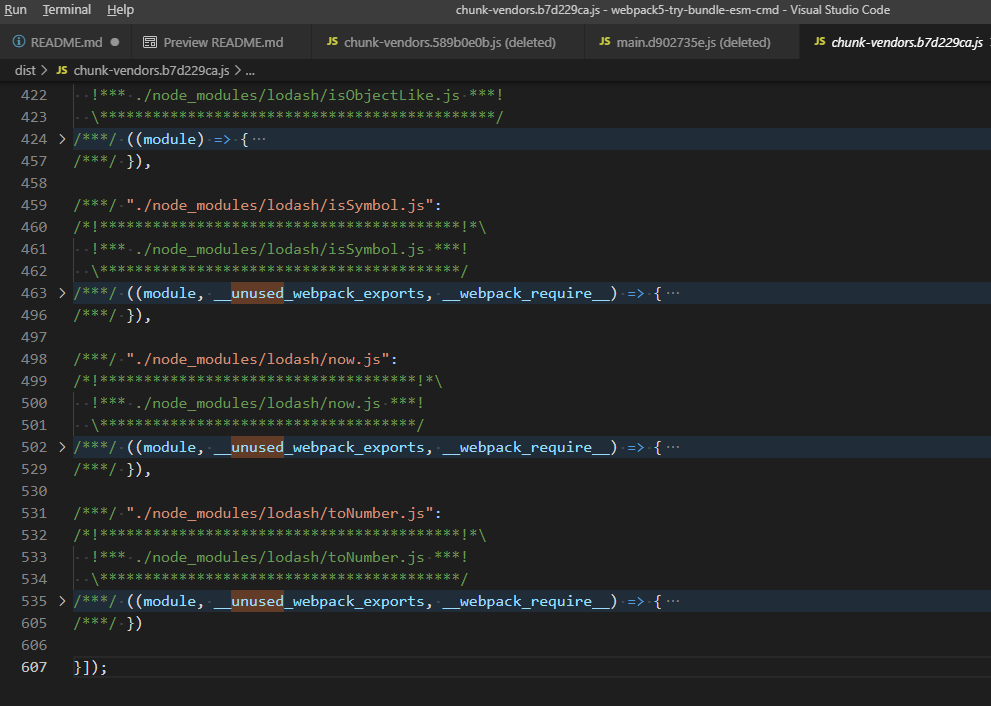 Run Terminal Help chunk-vendors.b7d229ca.js - webpack5-try-bundle-esm-cmd - Visual Studio Code
README.md ● Preview README.md JS chunk-vendors.589b0e0b.js (deleted) JS main.d902735e.js (deleted) JS chunk-vendors.b7d229ca.js
dist > JS chunk-vendors.b7d229ca.js > ...
422 !*** ./node_modules/lodash/isObjectLike.js ***!
423 \*********************************************/
424 > /***/ ((module) => { ···
457 /***/ }),
458
459 /***/ "./node_modules/lodash/isSymbol.js":
460 /*!*****************************************!*\
461 !*** ./node_modules/lodash/isSymbol.js ***!
462 \*****************************************/
463 > /***/ ((module, __unused_webpack_exports, __webpack_require__) => { ···
496 /***/ }),
497
498 /***/ "./node_modules/lodash/now.js":
499 /*!************************************!*\
500 !*** ./node_modules/lodash/now.js ***!
501 \************************************/
502 > /***/ ((module, __unused_webpack_exports, __webpack_require__) => { ···
529 /***/ }),
530
531 /***/ "./node_modules/lodash/toNumber.js":
532 /*!*****************************************!*\
533 !*** ./node_modules/lodash/toNumber.js ***!
534 \*****************************************/
535 > /***/ ((module, __unused_webpack_exports, __webpack_require__) => { ···
605 /***/ })
606
607 }]);